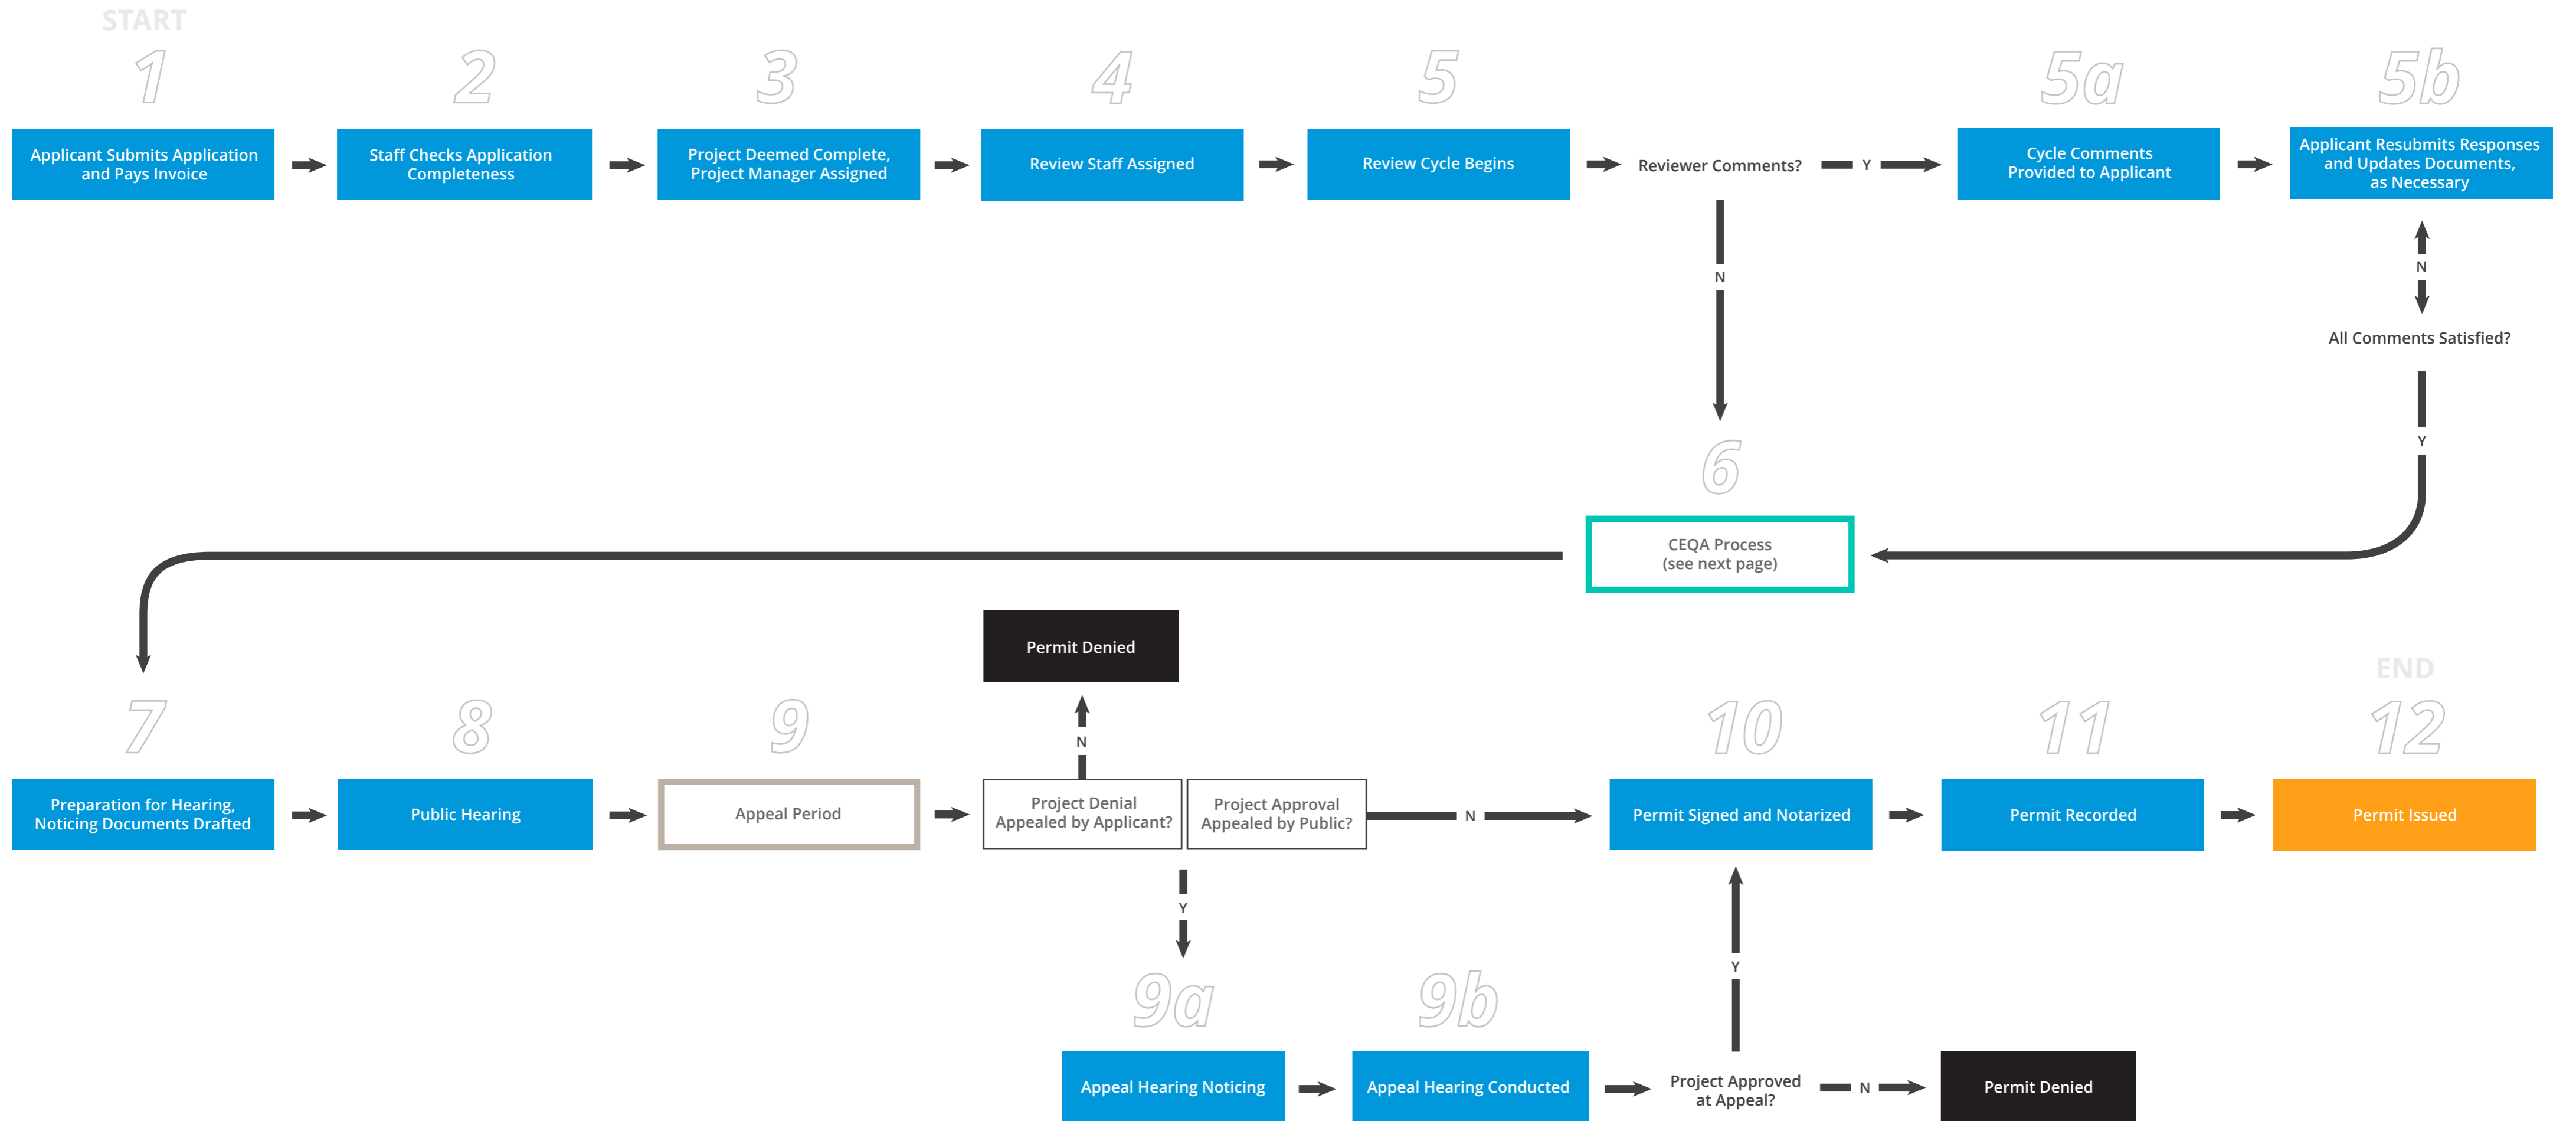 START
1
2
3
4
5
5a
5b
Applicant Submits Application
and Pays Invoice
Staff Checks Application
Completeness
Project Deemed Complete,
Project Manager Assigned
Review Staff Assigned
Review Cycle Begins
Reviewer Comments?
Y
Cycle Comments
Provided to Applicant
Applicant Resubmits Responses
and Updates Documents,
as Necessary
N
N
All Comments Satisfied?
Y
6
CEQA Process
(see next page)
Permit Denied
N
END
7
8
9
10
11
12
Preparation for Hearing,
Noticing Documents Drafted
Public Hearing
Appeal Period
Project Denial
Appealed by Applicant?
Project Approval
Appealed by Public?
N
Permit Signed and Notarized
Permit Recorded
Permit Issued
Y
Y
9a
9b
Appeal Hearing Noticing
Appeal Hearing Conducted
Project Approved
at Appeal?
N
Permit Denied